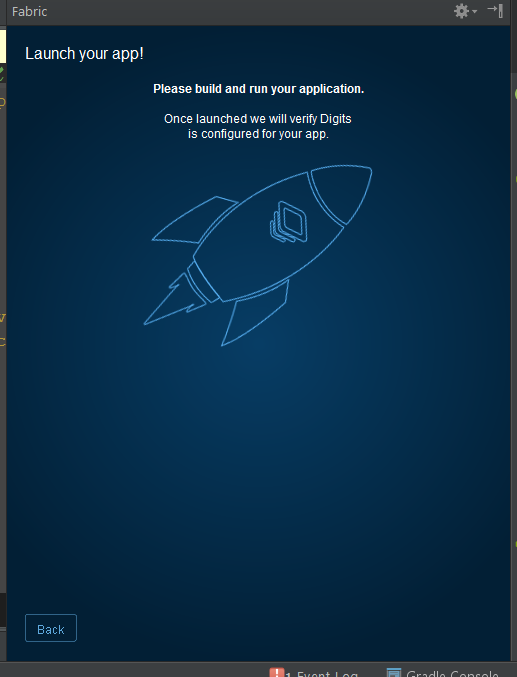 Fabric
Launch your app!
Please build and run your application.
Once launched we will verify Digits
is configured for your app.
Back
1 Event Log
Gradle Console